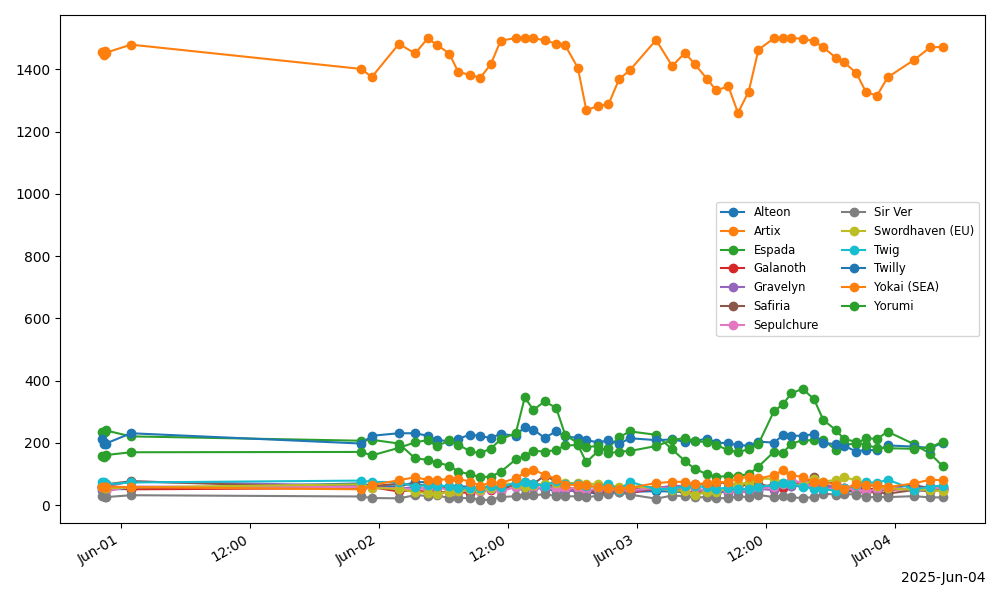 1400
1200
1000
800
600
400
200
0
Alteon
Artix
Espada
Galanoth
Gravelyn
Safiria
Sepulchure
Sir Ver
Swordhaven (EU)
Twig
Twilly
Yokai (SEA)
Yorumi
Jun-01
12:00
Jun-02
12:00
Jun-03
12:00
Jun-04
2025-Jun-04